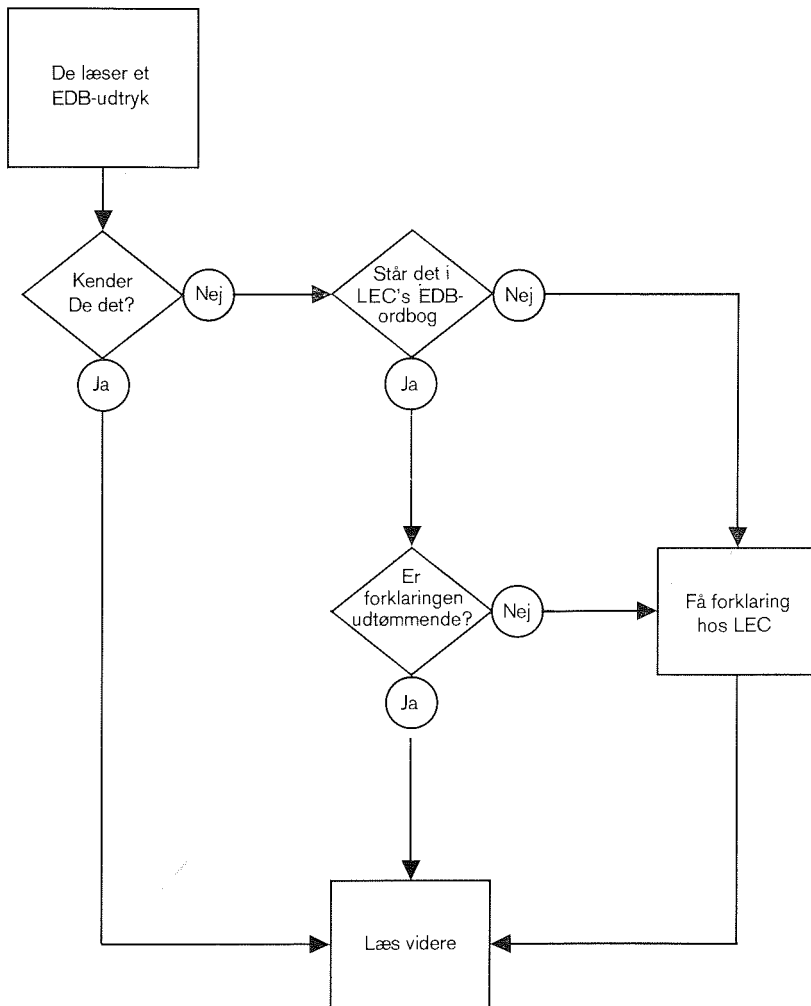 De læser et
EDB-udtryk
Kender
De det?
Nej
Står det i
LEC's EDB-
ordbog
Nej
Ja
Ja
Er
forklaringen
udtømmende?
Nej
Få forklaring
hos LEC
Ja
Læs videre